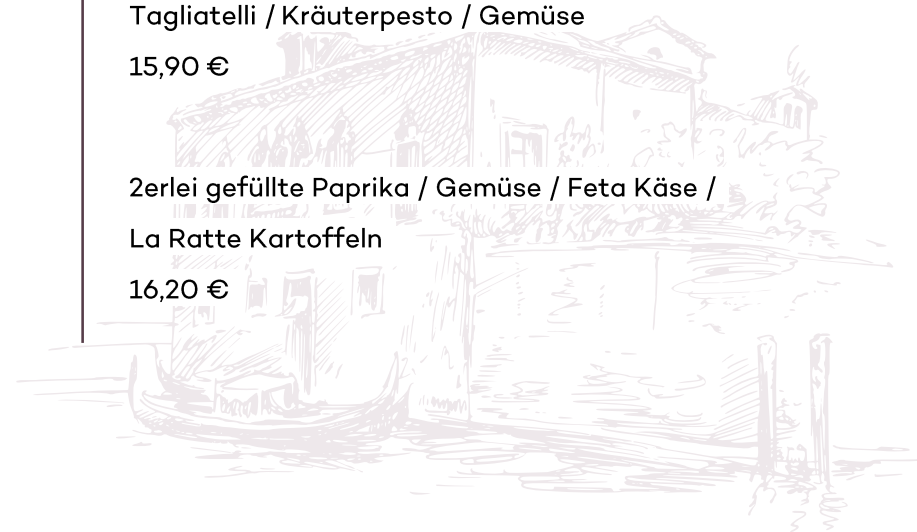 Tagliatelli / Kräuterpesto / Gemüse
15,90 €
2erlei gefüllte Paprika / Gemüse / Feta Käse /
La Ratte Kartoffeln
16,20 €